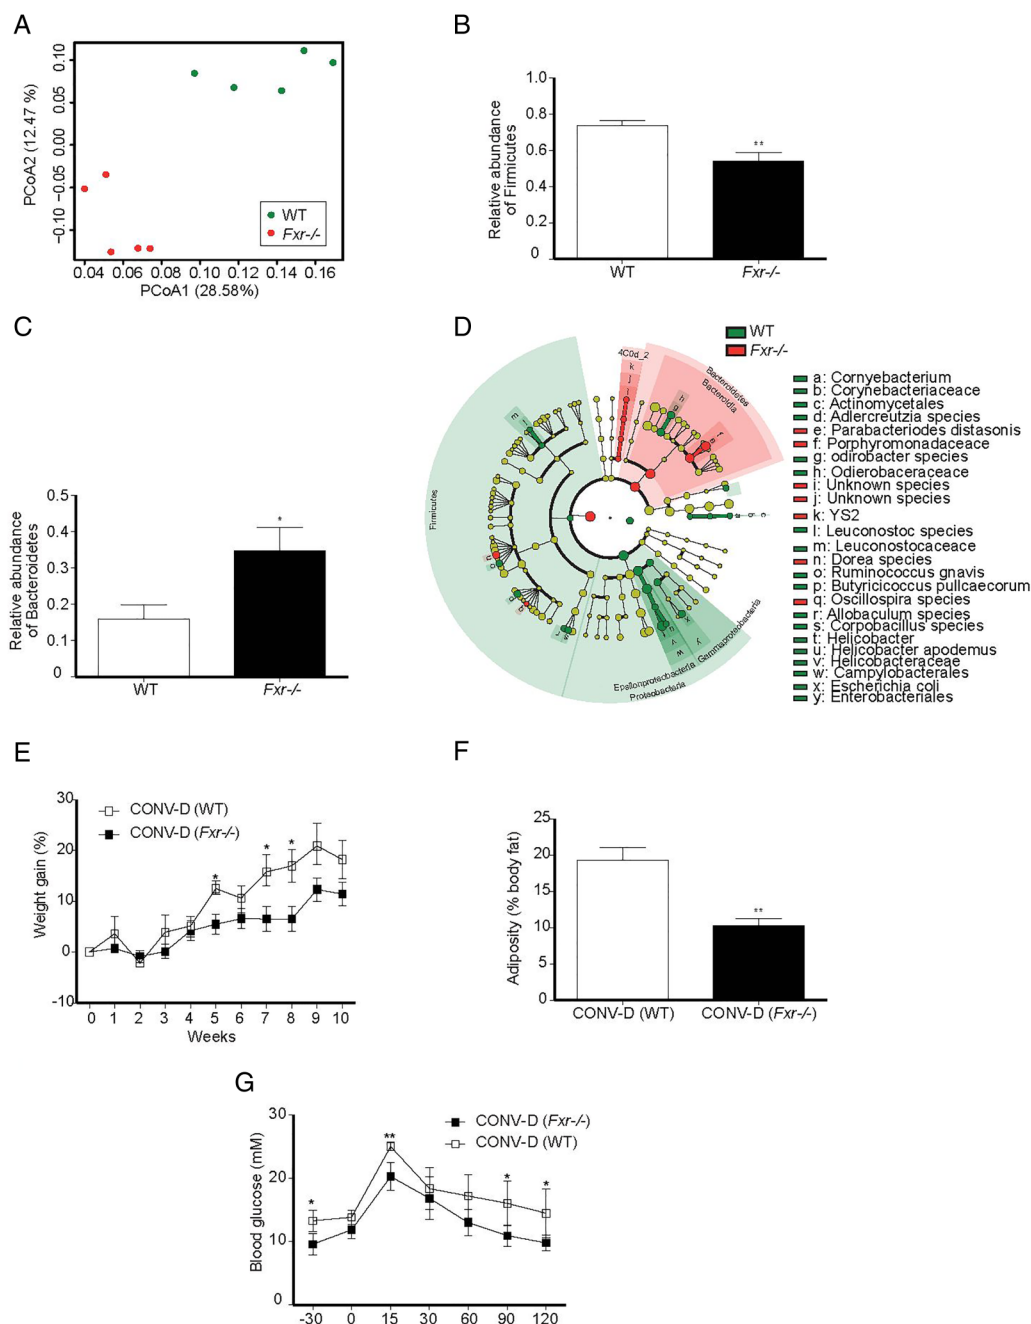 A
PCoA2 (12.47 %)
0.10
0.05
0.00
−0.05
−0.10
WT
Fxr-/-
0.04 0.06 0.08 0.10 0.12 0.14 0.16
PCoA1 (28.58%)
B
Relative abundance
of Firmicutes
1.0
0.8
0.6
0.4
0.2
0
**
WT
Fxr-/-
C
Relative abundance
of Bacteroidetes
0.5
0.4
0.3
0.2
0.1
0
*
WT
Fxr-/-
D
WT
Fxr-/-
4C0d_2
k
j
i
Bacteroidetes
Bacteroidia
h
g
f
e
a
b
c
Firmicutes
m
l
n
o
p
q
r
s
t
u
v
w
x
y
Gammaproteobacteria
Epsilonproteobacteria
Proteobacteria
a: Cornyebacterium
b: Corynebacteriaceace
c: Actinomycetales
d: Adlercreutzia species
e: Parabacteriodes distasonis
f: Porphyromonadaceace
g: odirobacter species
h: Odierobaceraceace
i: Unknown species
j: Unknown species
k: YS2
l: Leuconostoc species
m: Leuconostocaceace
n: Dorea species
o: Ruminococcus gnavis
p: Butyricicoccus pullcaecorum
q: Oscillospira species
r: Allobaculum species
s: Corpobacillus species
t: Helicobacter
u: Helicobacter apodemus
v: Helicobacteraceae
w: Campylobacterales
x: Escherichia coli
y: Enterobacteriales
E
Weight gain (%)
30
20
10
0
-10
CONV-D (WT)
CONV-D (Fxr-/-)
* * *
0 1 2 3 4 5 6 7 8 9 10
Weeks
F
Adiposity (% body fat)
25
20
15
10
5
0
**
CONV-D (WT)
CONV-D (Fxr-/-)
G
Blood glucose (mM)
30
20
10
0
CONV-D (Fxr-/-)
CONV-D (WT)
* ** * *
-30 0 15 30 60 90 120